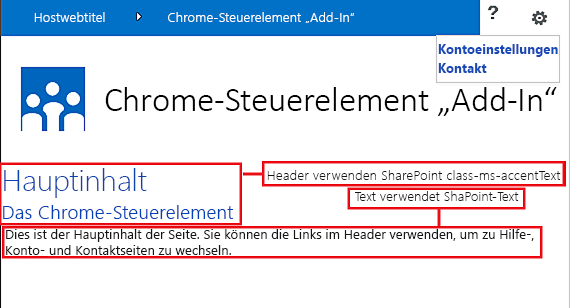 Hostwebtitel
Chrome-Steuerelement „Add-In“
?
Kontoeinstellungen
Kontakt
Chrome-Steuerelement „Add-In“
Hauptinhalt
Header verwenden SharePoint class-ms-accentText
Text verwendet ShaPoint-Text
Das Chrome-Steuerelement
Dies ist der Hauptinhalt der Seite. Sie können die Links im Header verwenden, um zu Hilfe-,
Konto- und Kontaktseiten zu wechseln.